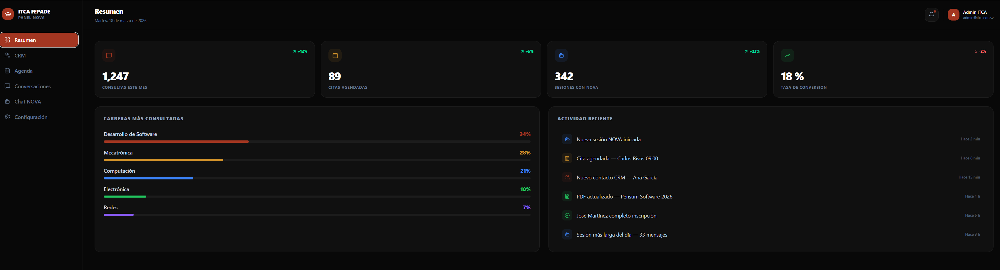 ITCA FEPADE
PANEL NOVA
Resumen
CRM
Agenda
Conversaciones
Chat NOVA
Configuración
Resumen
Martes, 18 de marzo de 2026
A
Admin ITCA
admin@itca.edu.sv
+12%
1,247
CONSULTAS ESTE MES
+5%
89
CITAS AGENDADAS
+23%
342
SESIONES CON NOVA
-2%
18 %
TASA DE CONVERSIÓN
CARRERAS MÁS CONSULTADAS
Desarrollo de Software 34%
Mecatrónica 28%
Computación 21%
Electrónica 10%
Redes 7%
ACTIVIDAD RECIENTE
Nueva sesión NOVA iniciada Hace 2 min
Cita agendada — Carlos Rivas 09:00 Hace 8 min
Nuevo contacto CRM — Ana García Hace 15 min
PDF actualizado — Pensum Software 2026 Hace 1 h
José Martínez completó inscripción Hace 5 h
Sesión más larga del día — 33 mensajes Hace 3 h